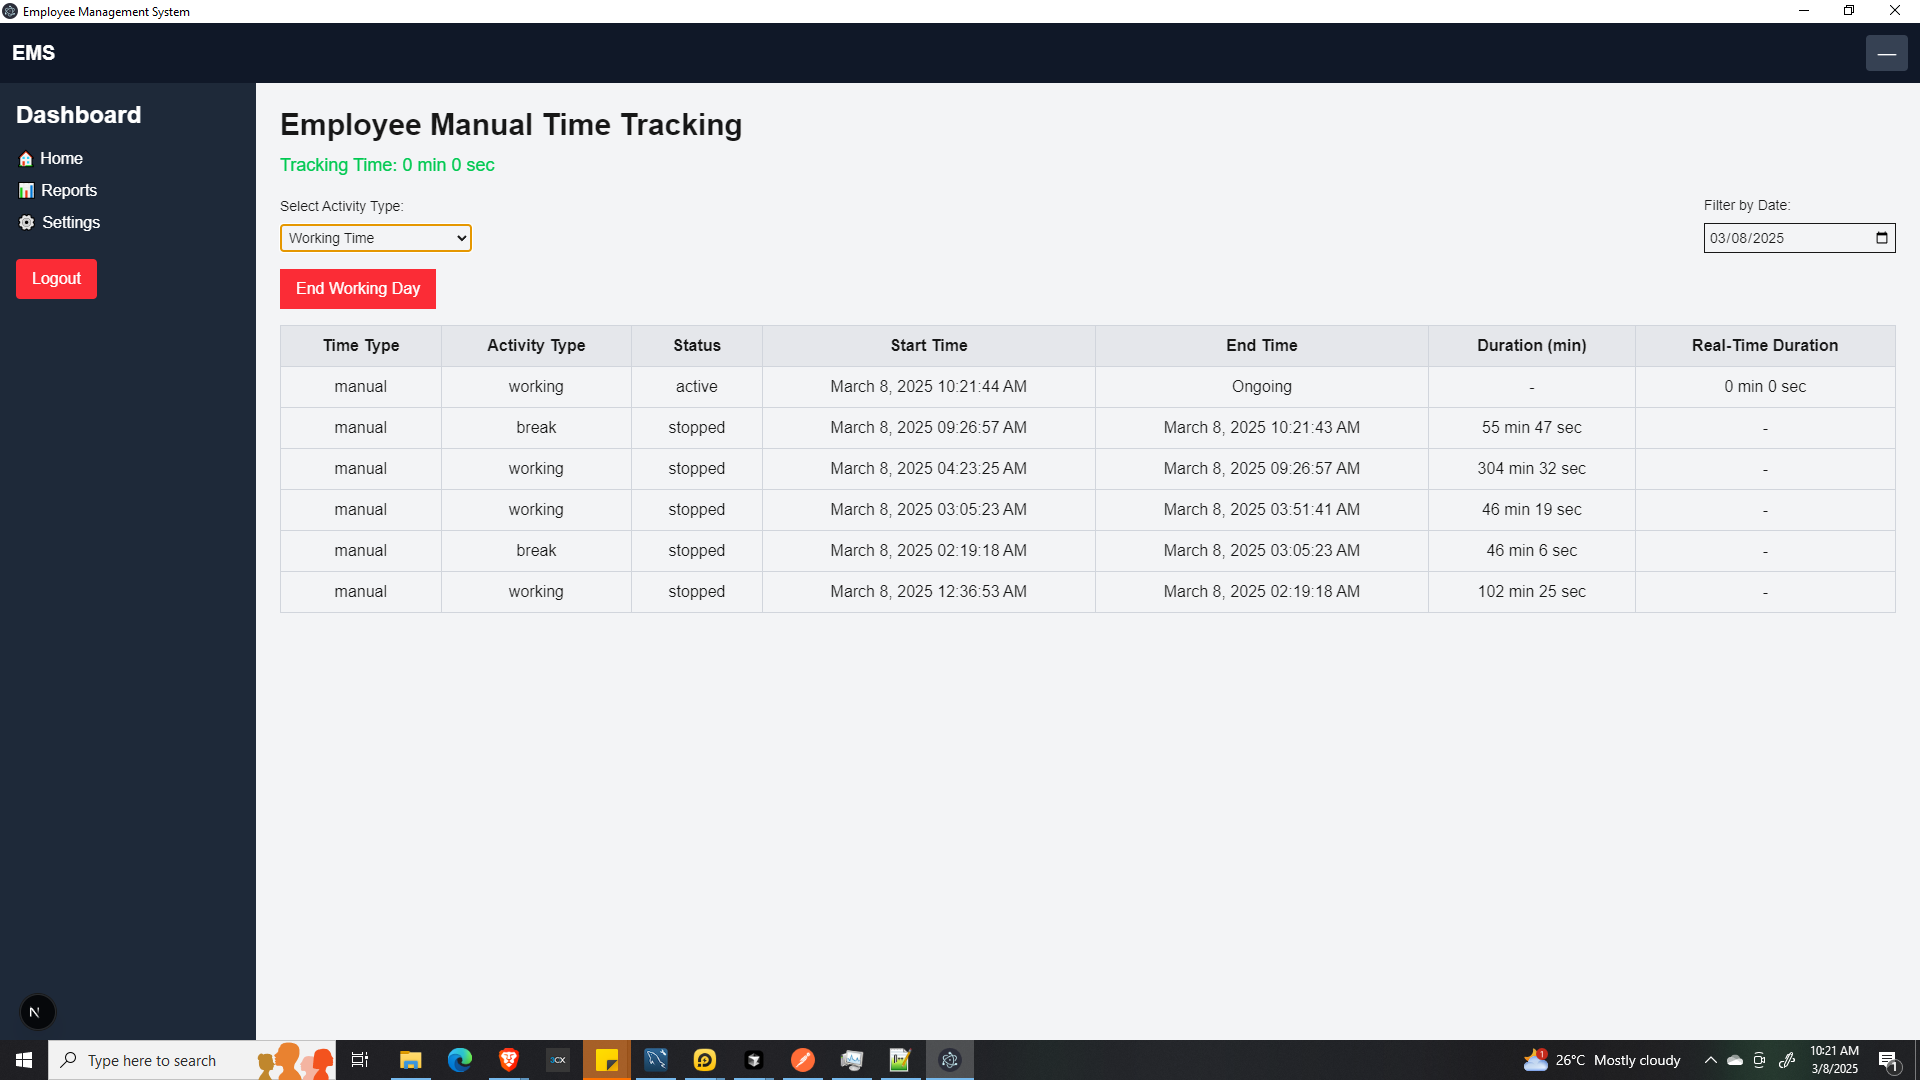 Employee Management System
EMS
Dashboard
Home
Reports
Settings
Logout
Employee Manual Time Tracking
Tracking Time: 0 min 0 sec
Select Activity Type:
Working Time
Filter by Date:
03/08/2025
End Working Day
Time Type Activity Type Status Start Time End Time Duration (min) Real-Time Duration
manual working active March 8, 2025 10:21:44 AM Ongoing - 0 min 0 sec
manual break stopped March 8, 2025 09:26:57 AM March 8, 2025 10:21:43 AM 55 min 47 sec -
manual working stopped March 8, 2025 04:23:25 AM March 8, 2025 09:26:57 AM 304 min 32 sec -
manual working stopped March 8, 2025 03:05:23 AM March 8, 2025 03:51:41 AM 46 min 19 sec -
manual break stopped March 8, 2025 02:19:18 AM March 8, 2025 03:05:23 AM 46 min 6 sec -
manual working stopped March 8, 2025 12:36:53 AM March 8, 2025 02:19:18 AM 102 min 25 sec -
N
Type here to search
3CX
1
26°C Mostly cloudy
10:21 AM
3/8/2025
1